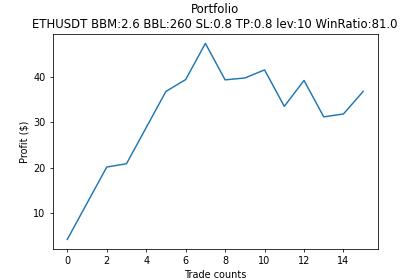 Portfolio
ETHUSDT BBM:2.6 BBL:260 SL:0.8 TP:0.8 lev:10 WinRatio:81.0
40
30
20
10
Profit ($)
0 2 4 6 8 10 12 14
Trade counts